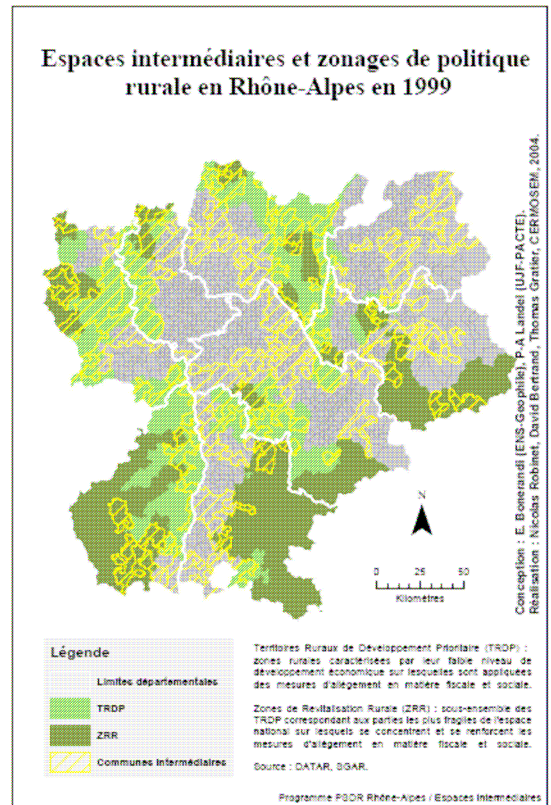 Espaces intermédiaires et zonages de politique
rurale en Rhône-Alpes en 1999
Conception : E. Bonerandi (ENS-Geophile), P-A Landel (UJF-PACTE).
Réalisation : Nicolas Robinet, David Bertrand, Thomas Gratier, CERMOSEM, 2004.
N
0 25 50
Kilomètres
Légende
Limites départementales
TRDP
ZRR
Communes intermédiaires
Territoires Ruraux de Développement Prioritaire (TRDP) :
zones rurales caractérisées par leur faible niveau de
développement économique sur lesquelles sont appliquées
des mesures d'allègement en matière fiscale et sociale.
Zones de Revitalisation Rurale (ZRR) : sous-ensemble des
TRDP correspondant aux parties les plus fragiles de l'espace
national sur lesquels se concentrent et se renforcent les
mesures d'allègement en matière fiscale et sociale.
Source : DATAR, SGAR.
Programme PSDR Rhône-Alpes / Espaces Intermédiaires